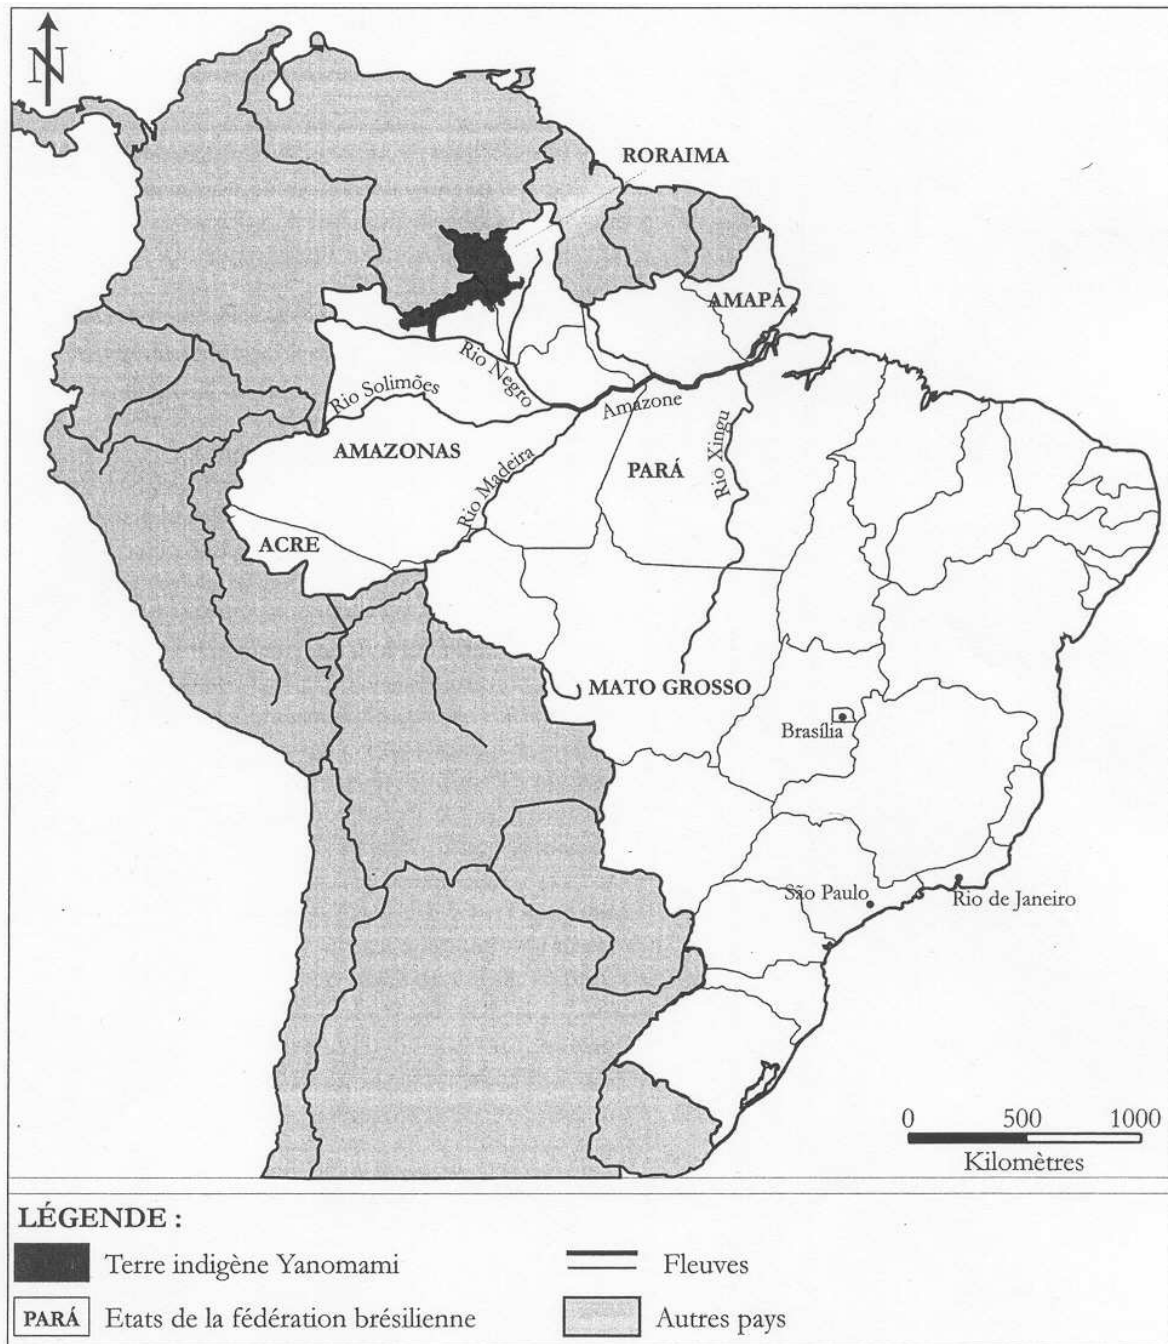 N
RORAIMA
AMAPÁ
Rio Negro
Rio Solimões
Amazone
Rio Xingu
AMAZONAS
PARÁ
Rio Madeira
ACRE
MATO GROSSO
Brasília
São Paulo
Rio de Janeiro
0 500 1000
Kilomètres
LÉGENDE :
Terre indigène Yanomami
Fleuves
PARÁ Etats de la fédération brésilienne
Autres pays